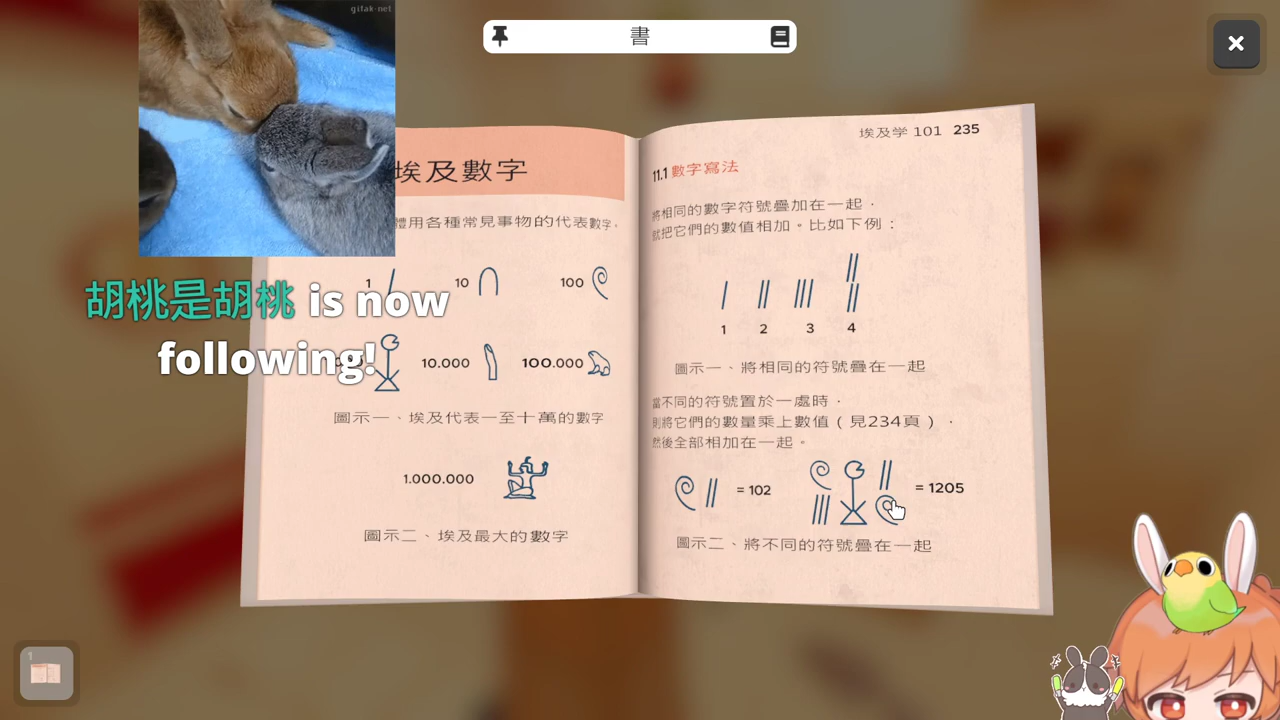 gifak·net
書
埃及学 101 235
埃及數字
體用各種常見事物的代表數字。
1
10
100
10.000
100.000
圖示一、埃及代表一至十萬的數字
1.000.000
圖示二、埃及最大的數字
11.1 數字寫法
將相同的數字符號疊加在一起，
就把它們的數值相加。比如下例：
1 2 3 4
圖示一、將相同的符號疊在一起
當不同的符號置於一處時，
則將它們的數量乘上數值（見234頁），
然後全部相加在一起。
= 102
= 1205
圖示二、將不同的符號疊在一起
胡桃是胡桃 is now
following!
1